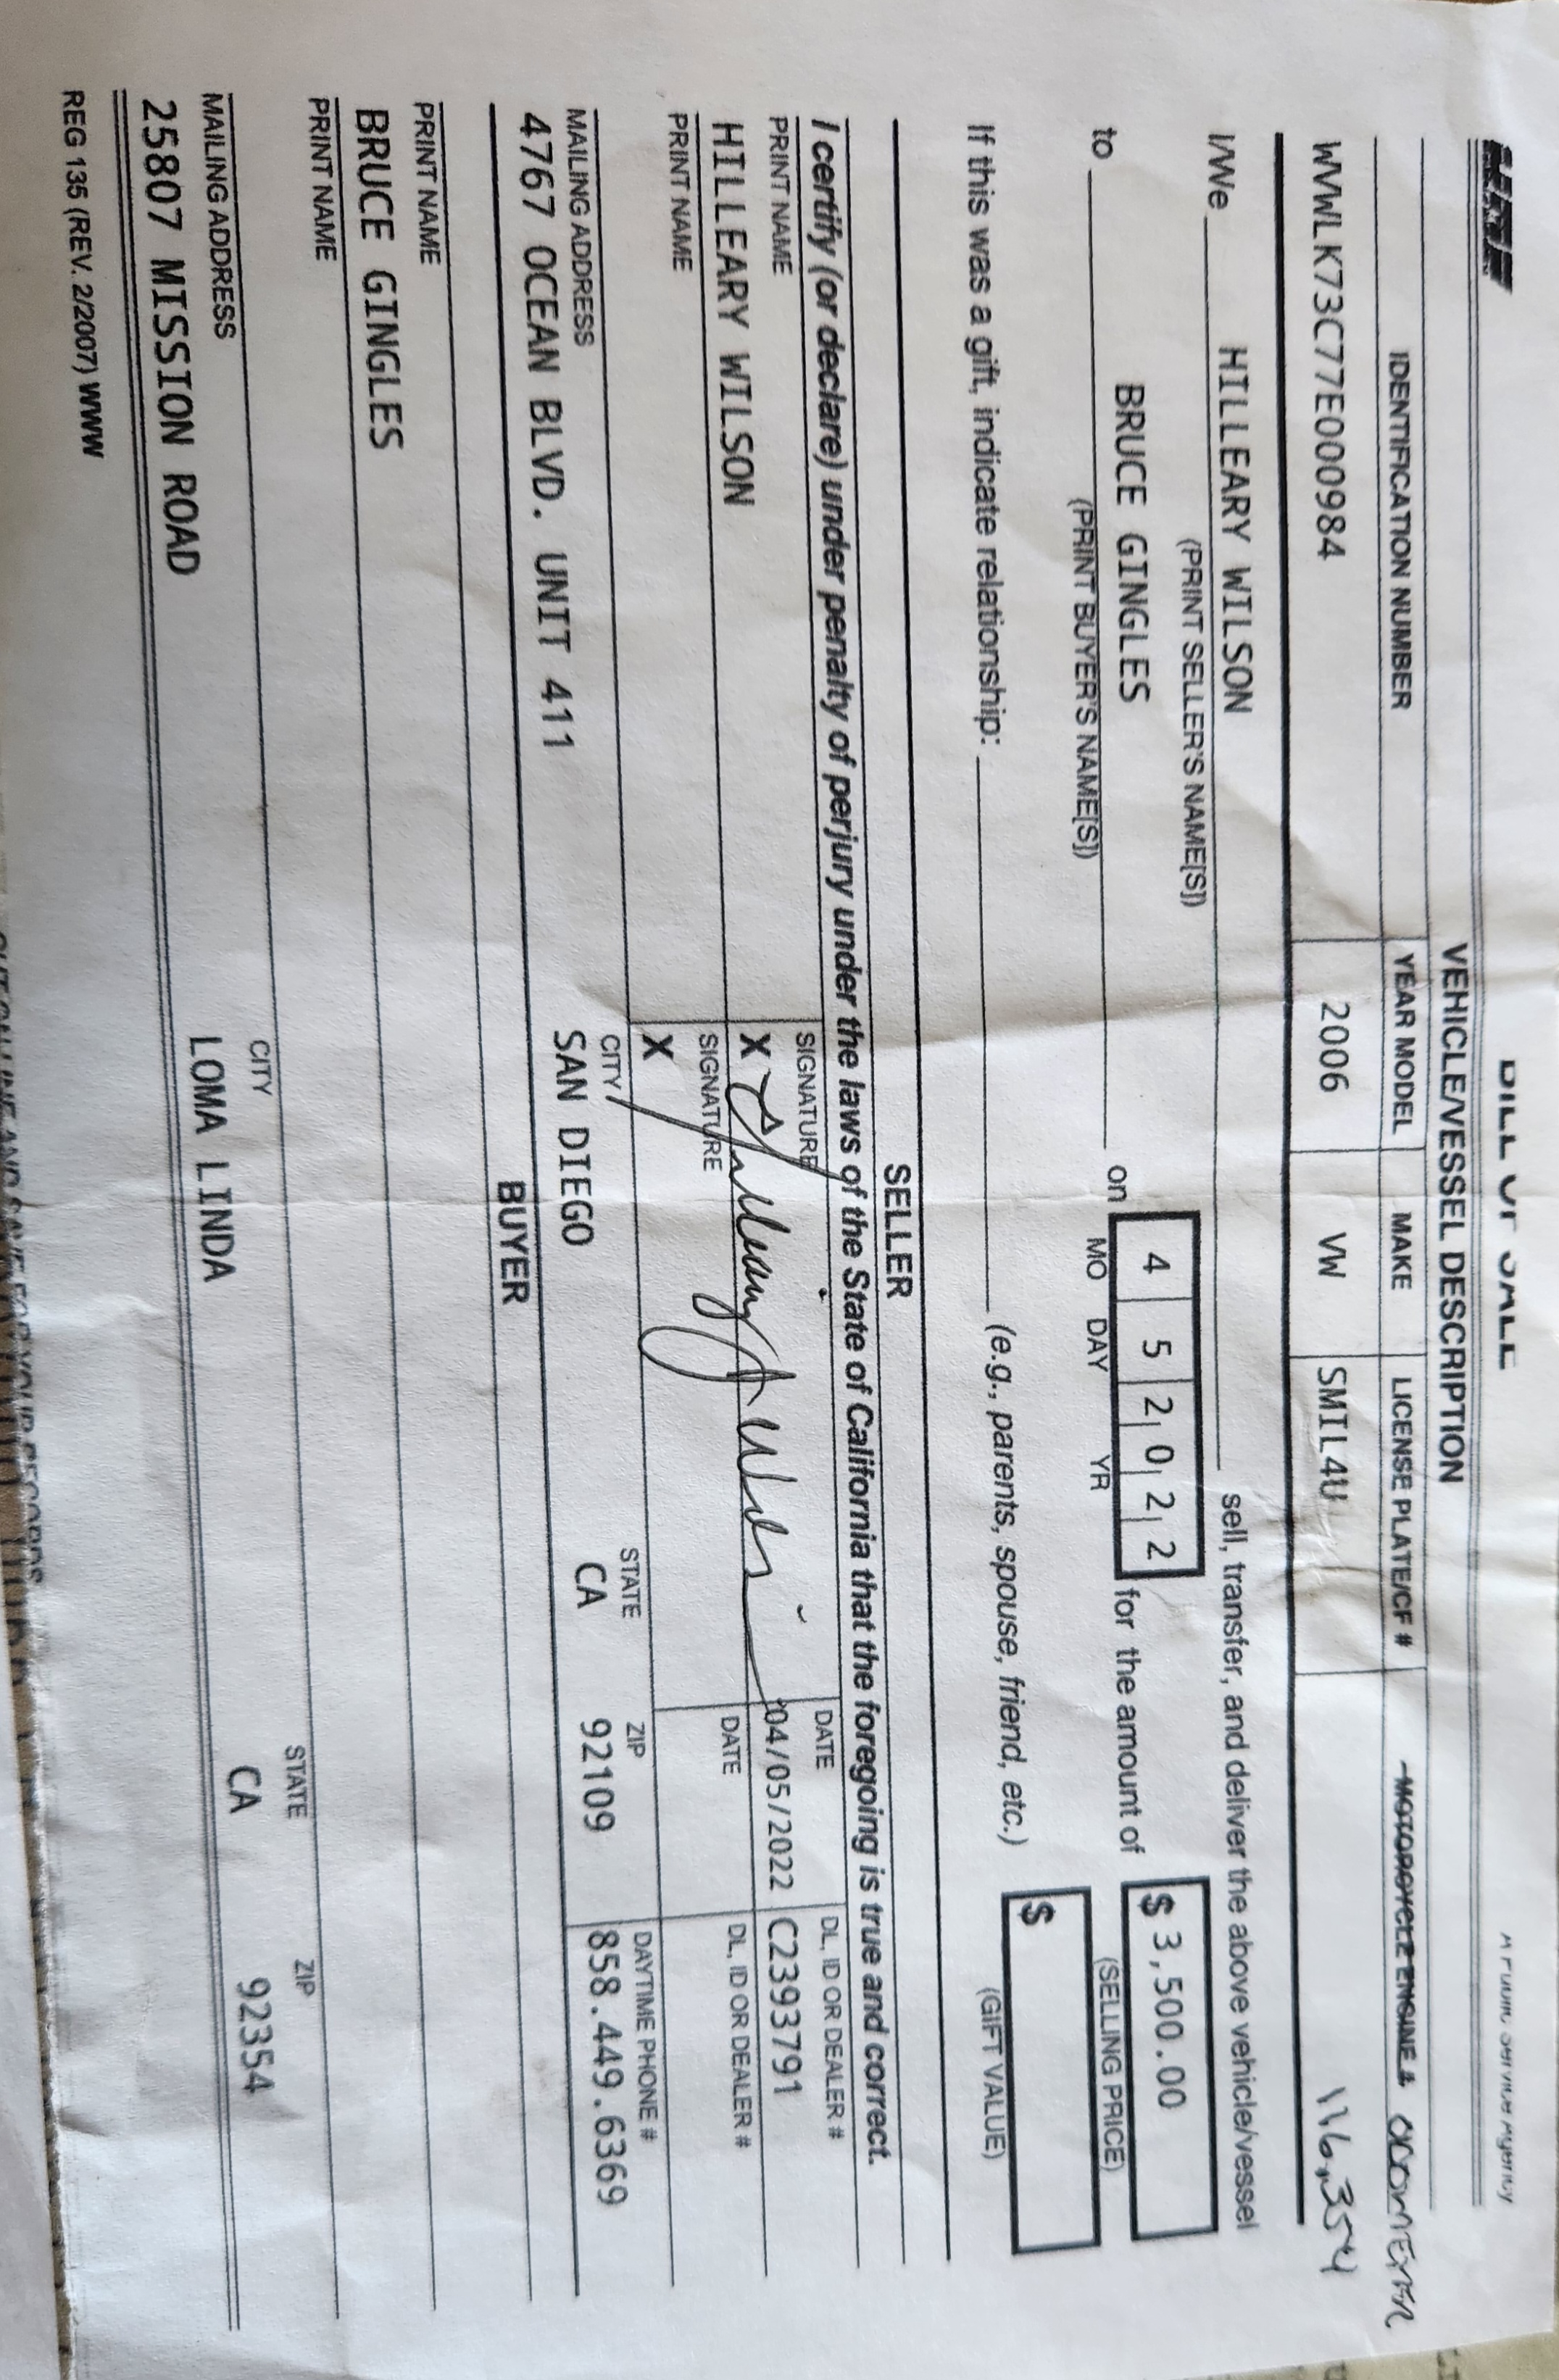 BILL OF SALE
A Public Service Agency
VEHICLE/VESSEL DESCRIPTION
IDENTIFICATION NUMBER YEAR MODEL MAKE LICENSE PLATE/CF # MOTORCYCLE ENGINE # ODOMETER
WVWLK73C77E000984 2006 VW SMIL4U 116,354
I/We HILLEARY WILSON sell, transfer, and deliver the above vehicle/vessel
(PRINT SELLER'S NAME[S])
to BRUCE GINGLES on 4 5 2 0 2 2 for the amount of $ 3,500.00
(PRINT BUYER'S NAME[S]) MO DAY YR (SELLING PRICE)
If this was a gift, indicate relationship: (e.g., parents, spouse, friend, etc.) $
(GIFT VALUE)
SELLER
I certify (or declare) under penalty of perjury under the laws of the State of California that the foregoing is true and correct.
PRINT NAME SIGNATURE DATE DL, ID OR DEALER #
HILLEARY WILSON X Hilleary Wilson 04/05/2022 C2393791
PRINT NAME SIGNATURE DATE DL, ID OR DEALER #
X
MAILING ADDRESS CITY STATE ZIP DAYTIME PHONE #
4767 OCEAN BLVD. UNIT 411 SAN DIEGO CA 92109 858.449.6369
BUYER
PRINT NAME
BRUCE GINGLES
PRINT NAME
MAILING ADDRESS CITY STATE ZIP
25807 MISSION ROAD LOMA LINDA CA 92354
REG 135 (REV. 2/2007) WWW